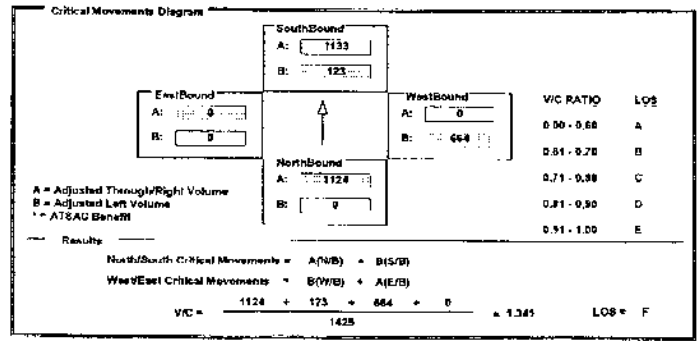 Critical Movements Diagram
SouthBound
A: 1133
B: 123
EastBound
A: 0
B: 0
WestBound
A: 0
B: 664
NorthBound
A: 1124
B: 0
V/C RATIO LOS
0.00 - 0.60 A
0.61 - 0.70 B
0.71 - 0.80 C
0.81 - 0.90 D
0.91 - 1.00 E
A = Adjusted Through/Right Volume
B = Adjusted Left Volume
* = ATSAC Benefit
Results
North/South Critical Movements = A(N/B) + B(S/B)
West/East Critical Movements = B(W/B) + A(E/B)
V/C = 1124 + 173 + 664 + 0 = 1.341 LOS = F
1425